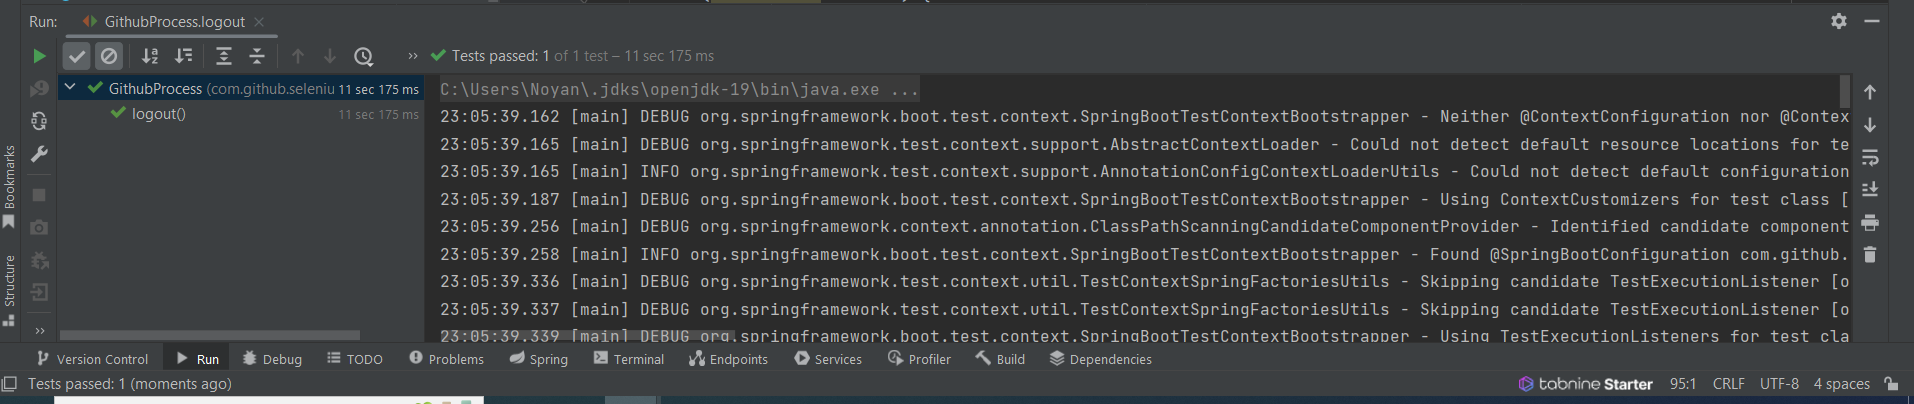 Run: GithubProcess.logout
Tests passed: 1 of 1 test – 11 sec 175 ms
GithubProcess (com.github.seleniu 11 sec 175 ms
logout() 11 sec 175 ms
C:\Users\Noyan\.jdks\openjdk-19\bin\java.exe ...
23:05:39.162 [main] DEBUG org.springframework.boot.test.context.SpringBootTestContextBootstrapper - Neither @ContextConfiguration nor @Contex
23:05:39.165 [main] DEBUG org.springframework.test.context.support.AbstractContextLoader - Could not detect default resource locations for te
23:05:39.165 [main] INFO org.springframework.test.context.support.AnnotationConfigContextLoaderUtils - Could not detect default configuration
23:05:39.187 [main] DEBUG org.springframework.boot.test.context.SpringBootTestContextBootstrapper - Using ContextCustomizers for test class [
23:05:39.256 [main] DEBUG org.springframework.context.annotation.ClassPathScanningCandidateComponentProvider - Identified candidate component
23:05:39.258 [main] INFO org.springframework.boot.test.context.SpringBootTestContextBootstrapper - Found @SpringBootConfiguration com.github.
23:05:39.336 [main] DEBUG org.springframework.test.context.util.TestContextSpringFactoriesUtils - Skipping candidate TestExecutionListener [o
23:05:39.337 [main] DEBUG org.springframework.test.context.util.TestContextSpringFactoriesUtils - Skipping candidate TestExecutionListener [o
23:05:39.339 [main] DEBUG org.springframework.boot.test.context.SpringBootTestContextBootstrapper - Using TestExecutionListeners for test cla
Bookmarks
Structure
Version Control Run Debug TODO Problems Spring Terminal Endpoints Services Profiler Build Dependencies
Tests passed: 1 (moments ago) tabnine Starter 95:1 CRLF UTF-8 4 spaces